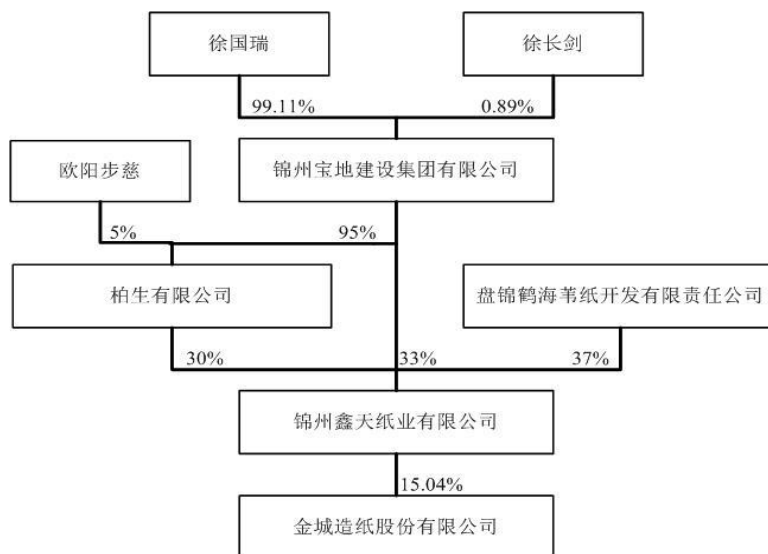 徐国瑞
徐长剑
99.11%
0.89%
欧阳步慈
锦州宝地建设集团有限公司
5%
95%
柏生有限公司
盘锦鹤海苇纸开发有限责任公司
30%
33%
37%
锦州鑫天纸业有限公司
15.04%
金城造纸股份有限公司